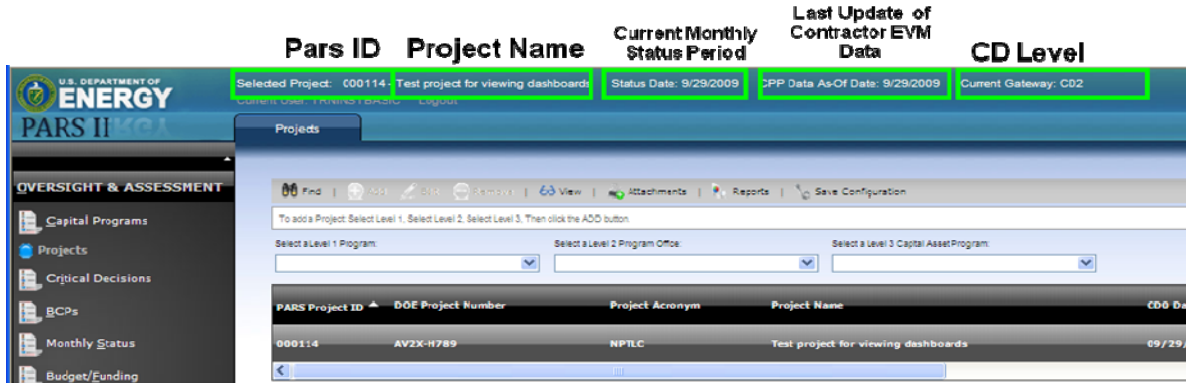 Pars ID
Project Name
Current Monthly
Status Period
Last Update of
Contractor EVM
Data
CD Level
U.S. DEPARTMENT OF
ENERGY
PARS II
Selected Project: 000114- Test project for viewing dashboards
Status Date: 9/29/2009
CPP Data As-Of Date: 9/29/2009
Current Gateway: CD2
Current User: TRNINSTBASIC
Logout
Projects
OVERSIGHT & ASSESSMENT
Capital Programs
Projects
Critical Decisions
BCPs
Monthly Status
Budget/Funding
Find | Add Edit Remove | View | Attachments | Reports | Save Configuration
To add a Project: Select Level 1, Select Level 2, Select Level 3, Then click the ADD button
Select a Level 1 Program:
Select a Level 2 Program Office:
Select a Level 3 Capital Asset Program:
PARS Project ID DOE Project Number Project Acronym Project Name CD0 Da
000114 AV2X-H789 NPTLC Test project for viewing dashboards 09/29/